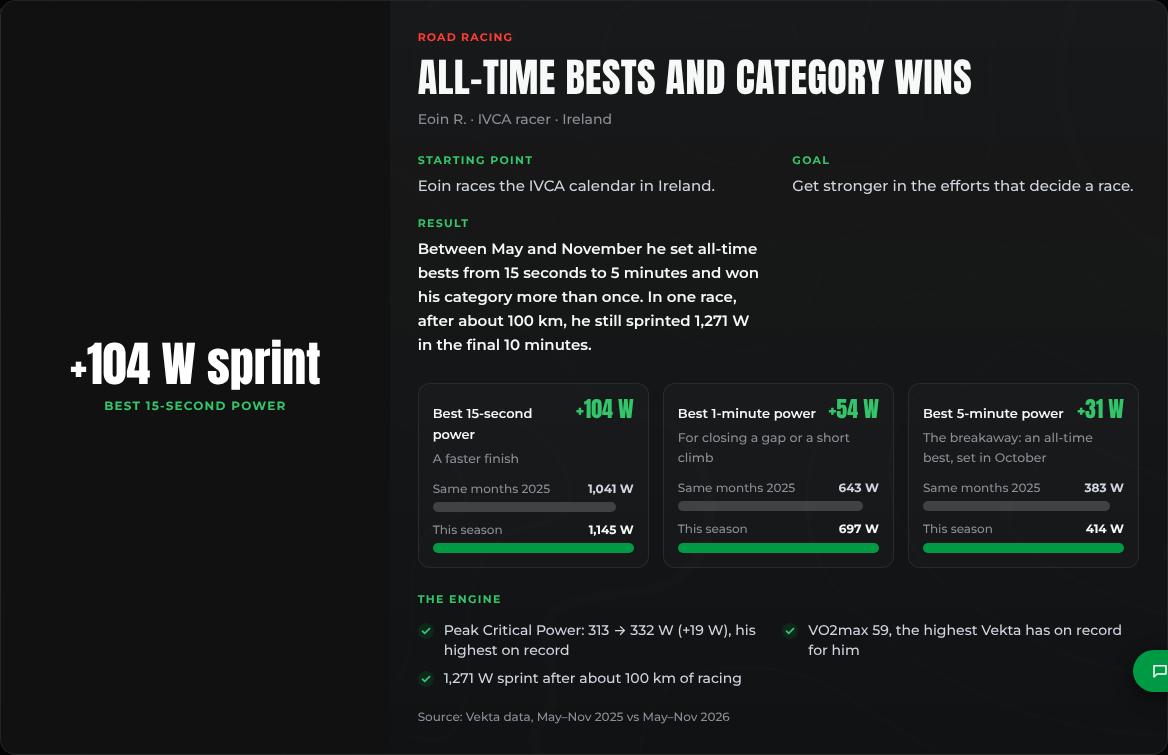 +104 W sprint
BEST 15-SECOND POWER
ROAD RACING
ALL-TIME BESTS AND CATEGORY WINS
Eoin R. · IVCA racer · Ireland
STARTING POINT
Eoin races the IVCA calendar in Ireland.
GOAL
Get stronger in the efforts that decide a race.
RESULT
Between May and November he set all-time
bests from 15 seconds to 5 minutes and won
his category more than once. In one race,
after about 100 km, he still sprinted 1,271 W
in the final 10 minutes.
Best 15-second
power
+104 W
A faster finish
Same months 2025 1,041 W
This season 1,145 W
Best 1-minute power +54 W
For closing a gap or a short
climb
Same months 2025 643 W
This season 697 W
Best 5-minute power +31 W
The breakaway: an all-time
best, set in October
Same months 2025 383 W
This season 414 W
THE ENGINE
Peak Critical Power: 313 → 332 W (+19 W), his
highest on record
VO2max 59, the highest Vekta has on record
for him
1,271 W sprint after about 100 km of racing
Source: Vekta data, May–Nov 2025 vs May–Nov 2026